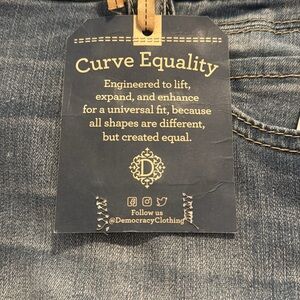 Curve Equality
Engineered to lift,
expand, and enhance
for a universal fit, because
all shapes are different,
but created equal.
D
Follow us
@DemocracyClothing